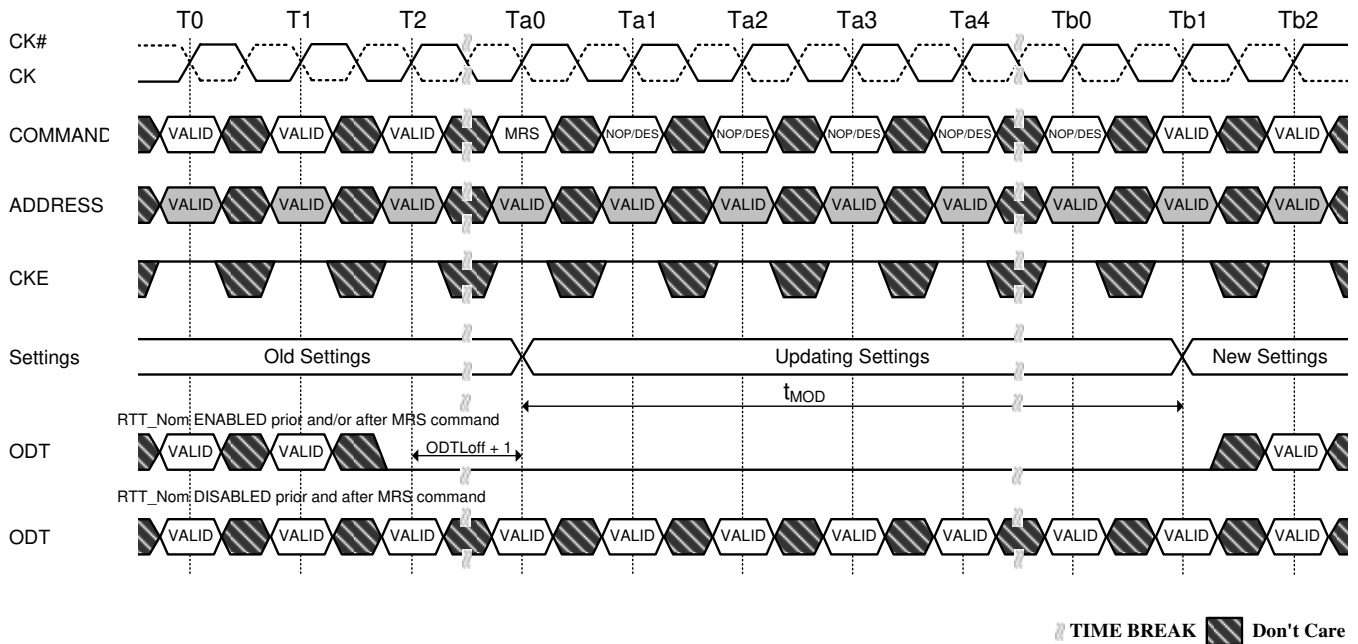 T0 T1 T2 Ta0 Ta1 Ta2 Ta3 Ta4 Tb0 Tb1 Tb2
CK#
CK
COMMAND VALID VALID VALID MRS NOP/DES NOP/DES NOP/DES NOP/DES NOP/DES VALID VALID
ADDRESS VALID VALID VALID VALID VALID VALID VALID VALID VALID VALID VALID
CKE
Settings Old Settings Updating Settings New Settings
tMOD
RTT_Nom ENABLED prior and/or after MRS command
ODT VALID VALID ODTLoff + 1 VALID
RTT_Nom DISABLED prior and after MRS command
ODT VALID VALID VALID VALID VALID VALID VALID VALID VALID VALID VALID
TIME BREAK Don't Care